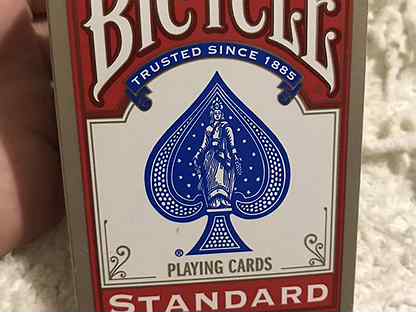 BICYCLE
TRUSTED SINCE 1885
®
PLAYING CARDS
STANDARD